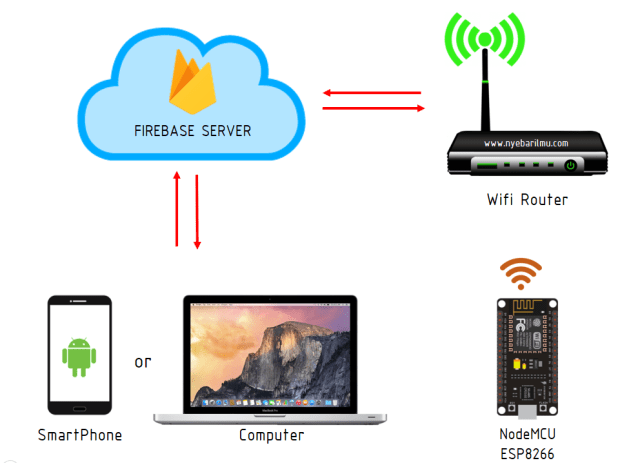 FIREBASE SERVER
www.nyebarilmu.com
Wifi Router
or
SmartPhone
Computer
NodeMCU
ESP8266